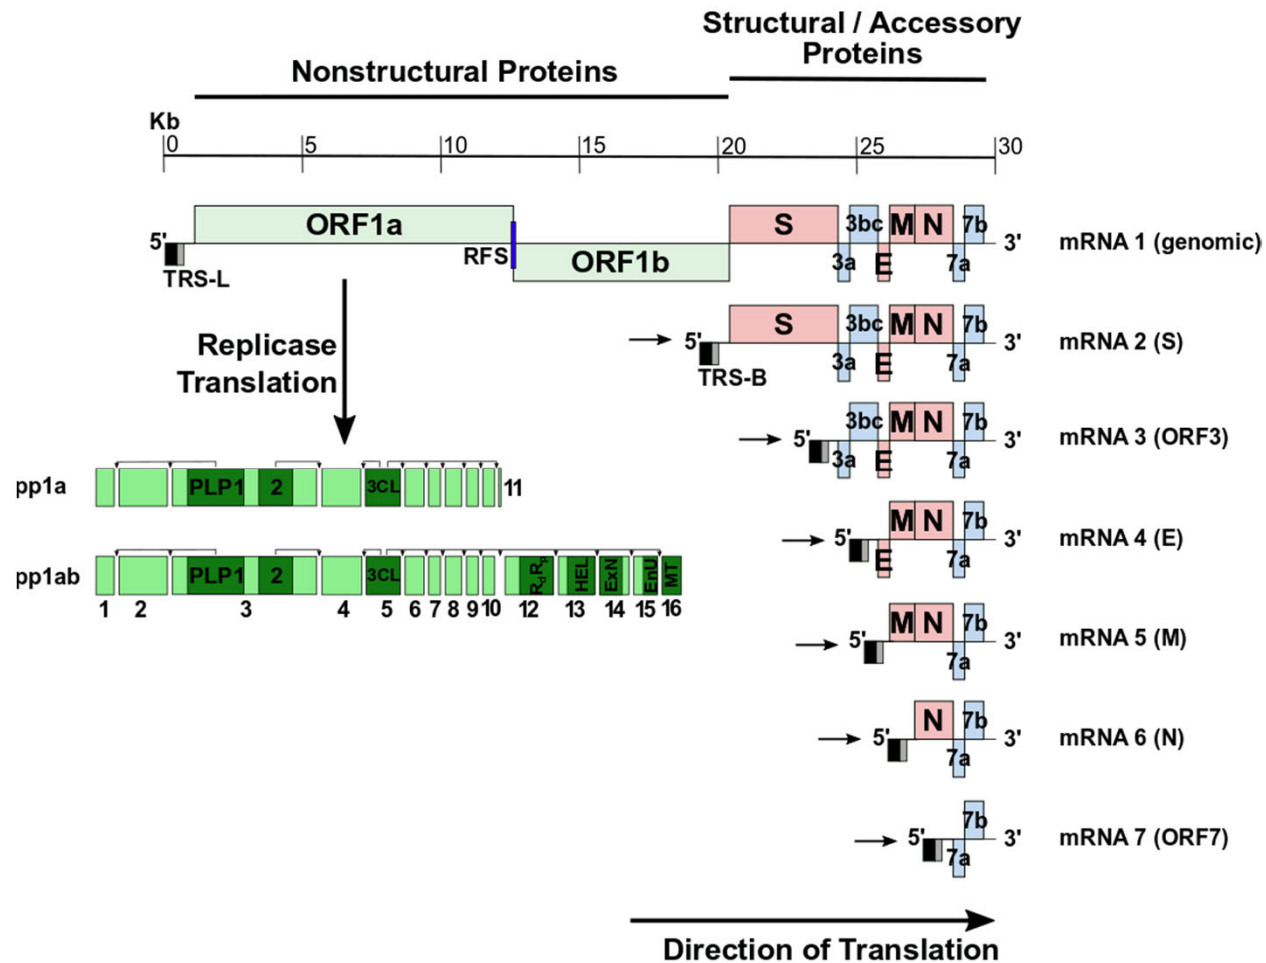 Structural / Accessory
Proteins
Nonstructural Proteins
Kb
0 5 10 15 20 25 30
ORF1a S 3bc M N 7b
5' 3' mRNA 1 (genomic)
RFS ORF1b 3a E 7a
TRS-L
S 3bc M N 7b
5' 3' mRNA 2 (S)
3a E 7a
TRS-B
Replicase
Translation
3bc M N 7b
5' 3' mRNA 3 (ORF3)
3a E 7a
pp1a PLP1 2 3CL 11
M N 7b
5' 3' mRNA 4 (E)
E 7a
pp1ab PLP1 2 3CL RdRp HEL ExN EnU MT
1 2 3 4 5 6 7 8 9 10 12 13 14 15 16
M N 7b
5' 3' mRNA 5 (M)
7a
N 7b
5' 3' mRNA 6 (N)
7a
7b
5' 3' mRNA 7 (ORF7)
7a
Direction of Translation